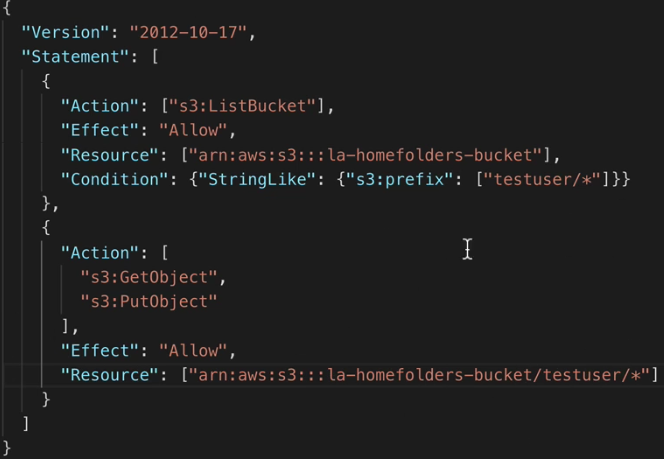 {
  "Version": "2012-10-17",
  "Statement": [
    {
      "Action": ["s3:ListBucket"],
      "Effect": "Allow",
      "Resource": ["arn:aws:s3:::la-homefolders-bucket"],
      "Condition": {"StringLike": {"s3:prefix": ["testuser/*"]}}
    },
    {
      "Action": [
        "s3:GetObject",
        "s3:PutObject"
      ],
      "Effect": "Allow",
      "Resource": ["arn:aws:s3:::la-homefolders-bucket/testuser/*"]
    }
  ]
}